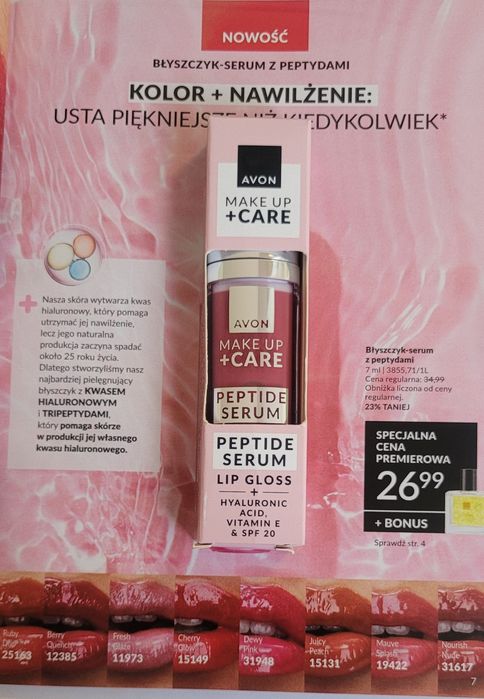 NOWOŚĆ
BŁYSZCZYK-SERUM Z PEPTYDAMI
KOLOR + NAWILŻENIE:
USTA PIĘKNIEJSZE NIŻ KIEDYKOLWIEK*
AVON
MAKE UP
+CARE
AVON
MAKE UP
+CARE
PEPTIDE
SERUM
PEPTIDE
SERUM
LIP GLOSS
+
HYALURONIC
ACID,
VITAMIN E
& SPF 20
+ Nasza skóra wytwarza kwas
hialuronowy, który pomaga
utrzymać jej nawilżenie,
lecz jego naturalna
produkcja zaczyna spadać
około 25 roku życia.
Dlatego stworzyliśmy nasz
najbardziej pielęgnujący
błyszczyk z KWASEM
HIALURONOWYM
i TRIPEPTYDAMI,
który pomaga skórze
w produkcji jej własnego
kwasu hialuronowego.
Błyszczyk-serum
z peptydami
7 ml | 3855,71/1L
Cena regularna: 34,99
Obniżka liczona od ceny
regularnej.
23% TANIEJ
SPECJALNA
CENA
PREMIEROWA
26,99
+ BONUS
Sprawdź str. 4
Ruby
25163
Berry
Quench
12385
Fresh
Glaze
11973
Cherry
Glow
15149
Dewy
Pink
31948
Juicy
Peach
15131
Mauve
Splash
19422
Nourish
Nude
31617
7